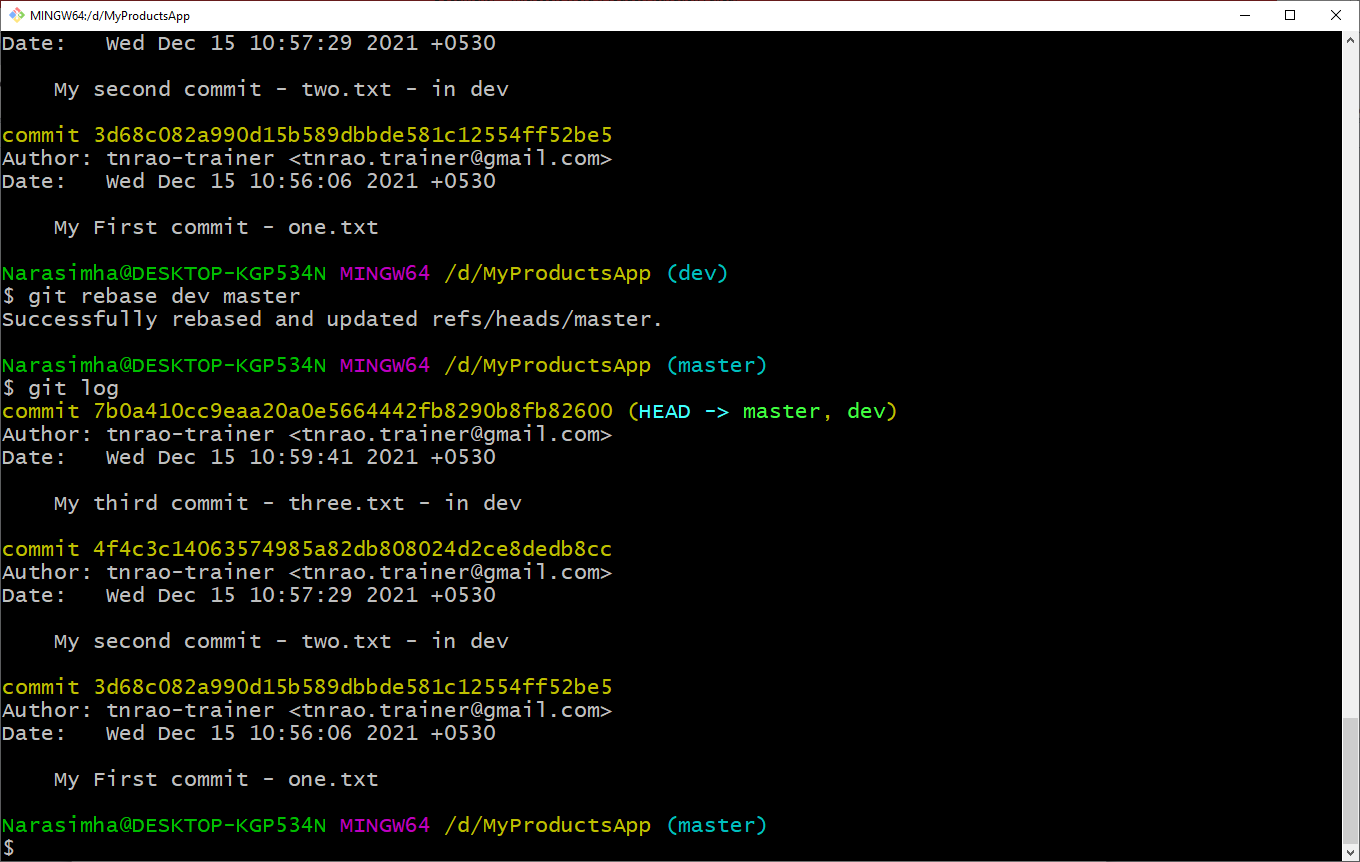 MINGW64:/d/MyProductsApp
Date:   Wed Dec 15 10:57:29 2021 +0530
    My second commit - two.txt - in dev
commit 3d68c082a990d15b589dbbde581c12554ff52be5
Author: tnrao-trainer <tnrao.trainer@gmail.com>
Date:   Wed Dec 15 10:56:06 2021 +0530
    My First commit - one.txt
Narasimha@DESKTOP-KGP534N MINGW64 /d/MyProductsApp (dev)
$ git rebase dev master
Successfully rebased and updated refs/heads/master.
Narasimha@DESKTOP-KGP534N MINGW64 /d/MyProductsApp (master)
$ git log
commit 7b0a410cc9eaa20a0e5664442fb8290b8fb82600 (HEAD -> master, dev)
Author: tnrao-trainer <tnrao.trainer@gmail.com>
Date:   Wed Dec 15 10:59:41 2021 +0530
    My third commit - three.txt - in dev
commit 4f4c3c14063574985a82db808024d2ce8dedb8cc
Author: tnrao-trainer <tnrao.trainer@gmail.com>
Date:   Wed Dec 15 10:57:29 2021 +0530
    My second commit - two.txt - in dev
commit 3d68c082a990d15b589dbbde581c12554ff52be5
Author: tnrao-trainer <tnrao.trainer@gmail.com>
Date:   Wed Dec 15 10:56:06 2021 +0530
    My First commit - one.txt
Narasimha@DESKTOP-KGP534N MINGW64 /d/MyProductsApp (master)
$